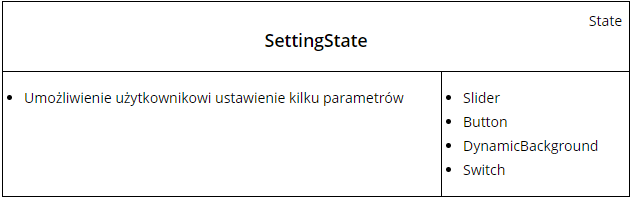 State
SettingState
• Umożliwienie użytkownikowi ustawienie kilku parametrów
• Slider
• Button
• DynamicBackground
• Switch